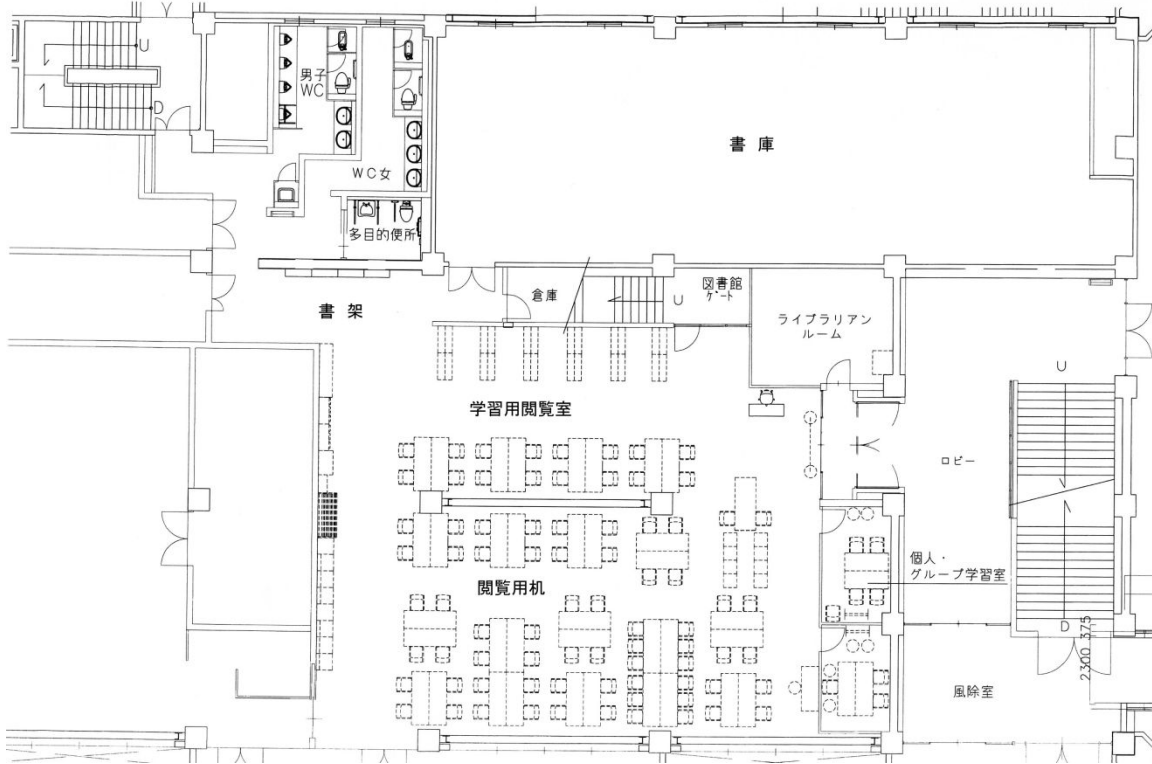 U
D
男子
WC
WC女
多目的便所
書庫
書架
倉庫
U
図書館
ゲート
ライブラリアン
ルーム
学習用閲覧室
U
ロビー
個人・
グループ学習室
閲覧用机
D
2300 375
風除室